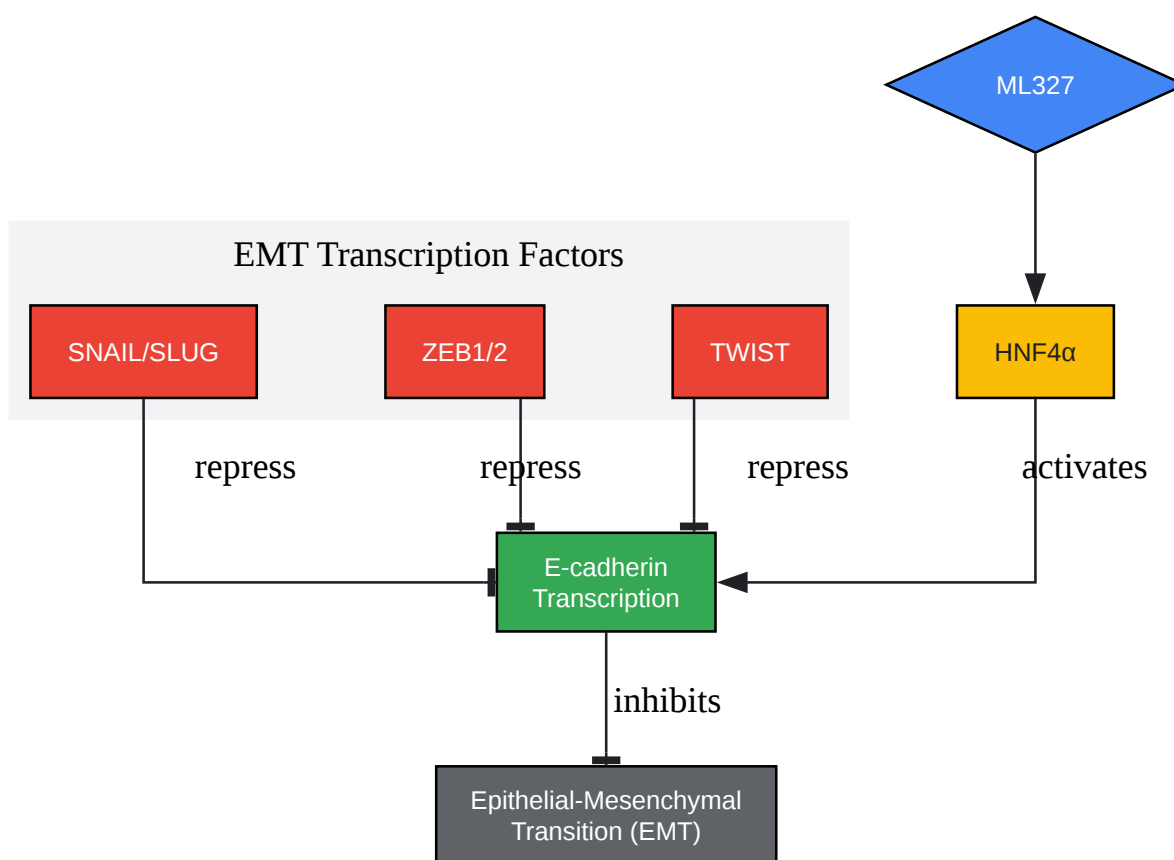 ML327
EMT Transcription Factors
SNAIL/SLUG
ZEB1/2
TWIST
HNF4α
repress
repress
repress
activates
E-cadherin
Transcription
inhibits
Epithelial-Mesenchymal
Transition (EMT)